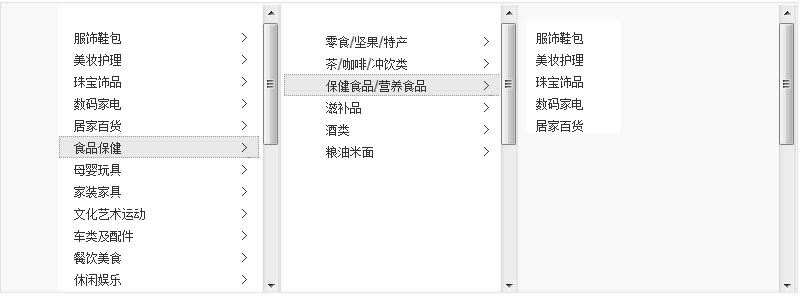 服饰鞋包
美妆护理
珠宝饰品
数码家电
居家百货
食品保健
母婴玩具
家装家具
文化艺术运动
车类及配件
餐饮美食
休闲娱乐
零食/坚果/特产
茶/咖啡/冲饮类
保健食品/营养食品
滋补品
酒类
粮油米面
服饰鞋包
美妆护理
珠宝饰品
数码家电
居家百货